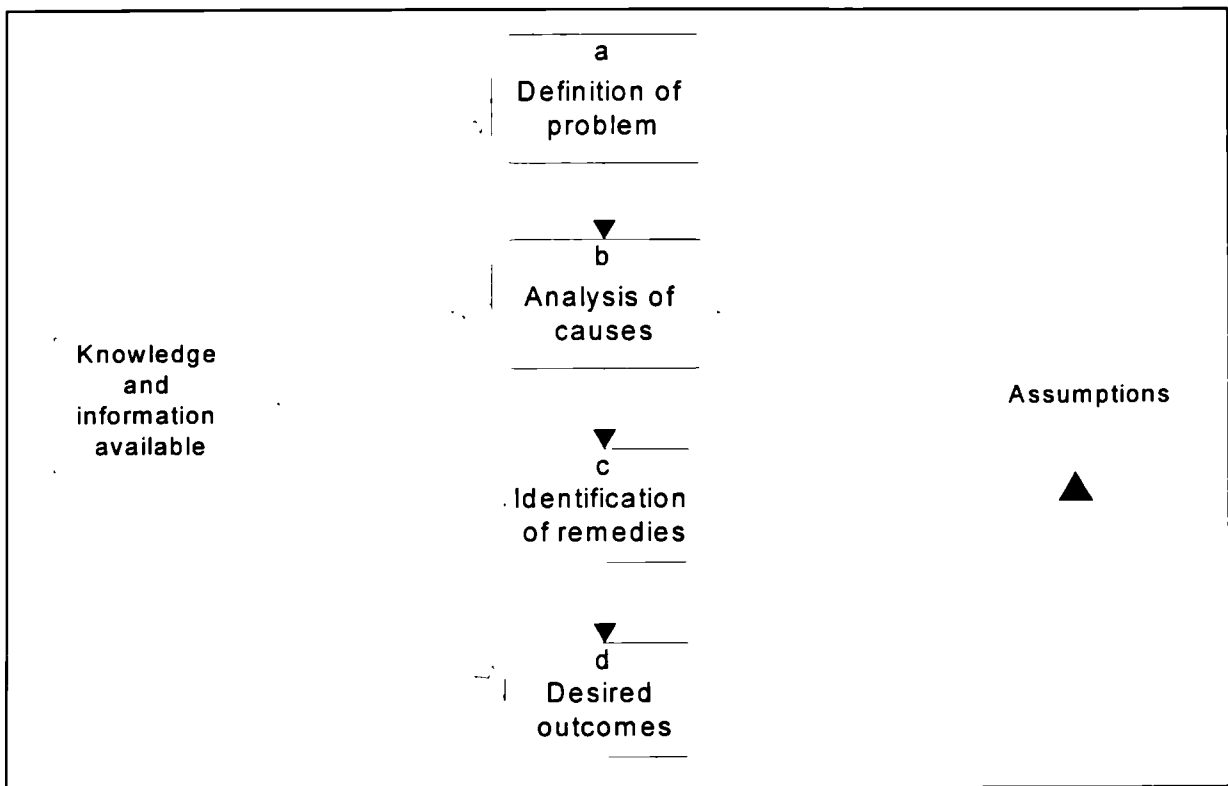 a
Definition of
problem
b
Analysis of
causes
Knowledge
and
information
available
Assumptions
c
Identification
of remedies
d
Desired
outcomes